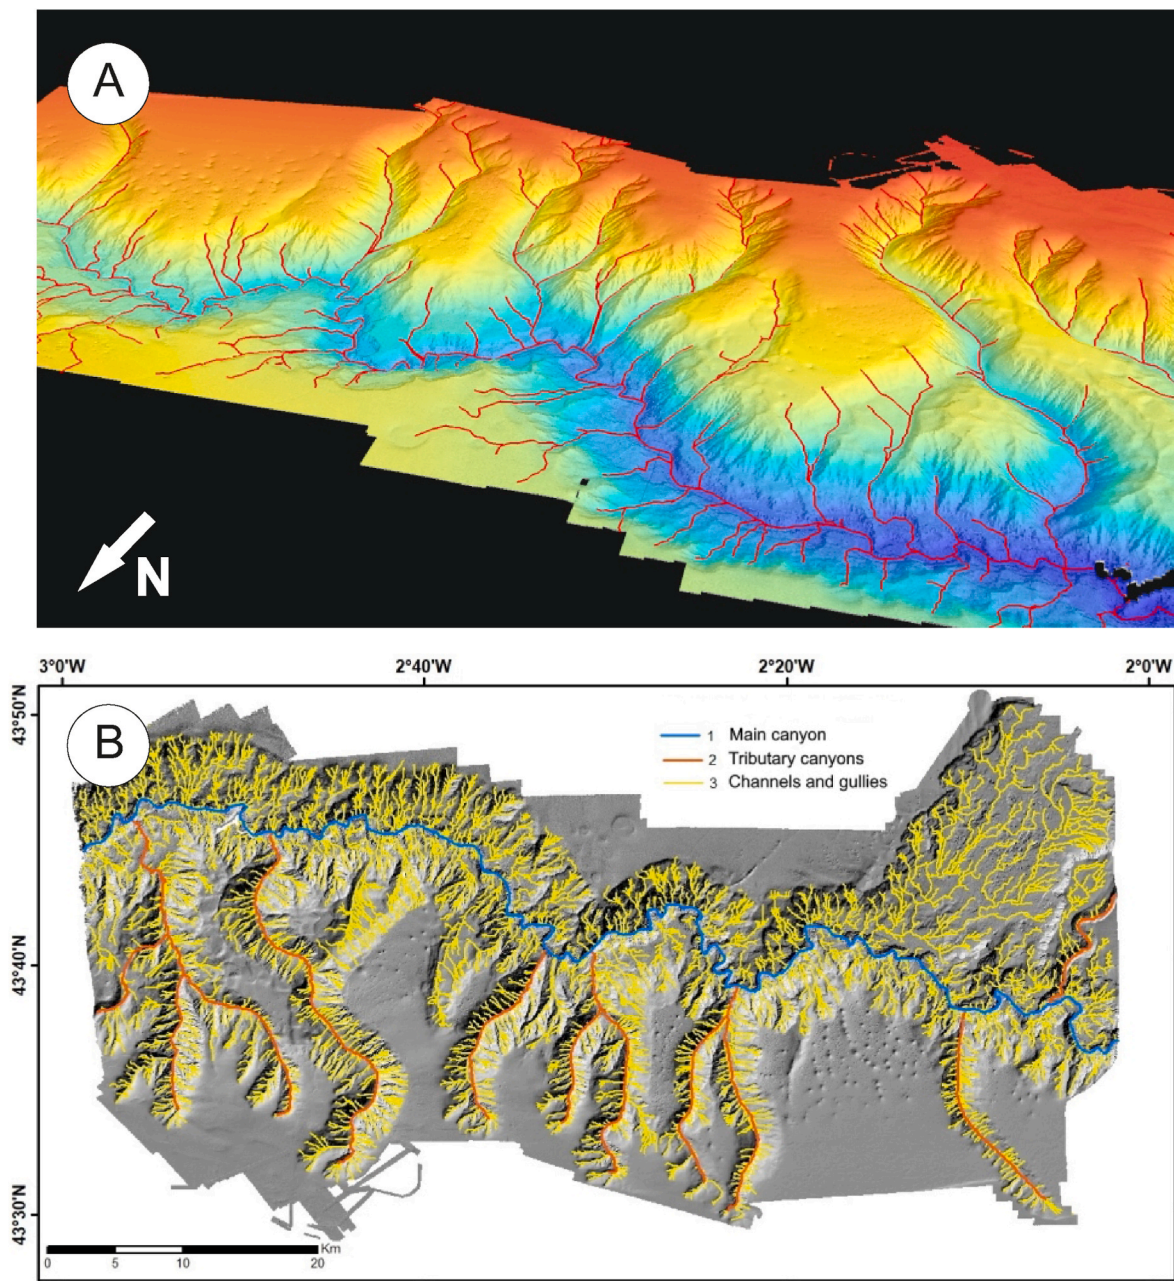 A
N
3°0'W 2°40'W 2°20'W 2°0'W
43°50'N
B
1 Main canyon
2 Tributary canyons
3 Channels and gullies
43°40'N
43°30'N
Km
0 5 10 20